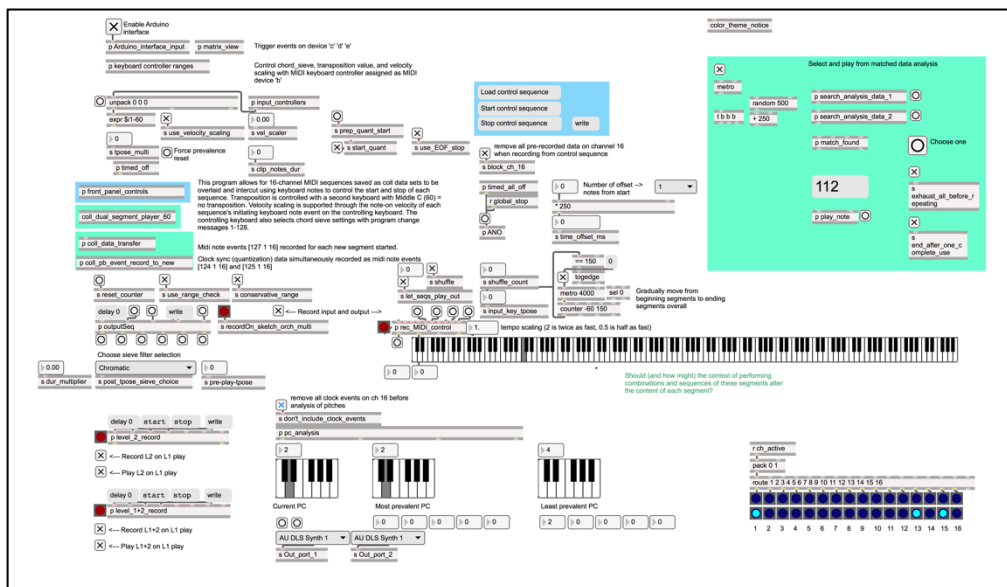 Enable Arduino
interface
color_theme_notice
p Arduino_interface_input
p matrix_view
Trigger events on device 'c' 'd' 'e'
p keyboard controller ranges
Control chord_sieve, transposition value, and velocity
scaling with MIDI keyboard controller assigned as MIDI
device 'b'
Select and play from matched data analysis
metro
random 500
t b b b
+ 250
p search_analysis_data_1
p search_analysis_data_2
p match_found
Choose one
112
s
exhaust_all_before_r
epeating
p play_note
s
end_after_one_c
omplete_use
Load control sequence
Start control sequence
Stop control sequence
write
unpack 0 0 0
p input_controllers
expr $i1-60
0.00
s use_velocity_scaling
s vel_scaler
s prep_quant_start
0
s tpose_multi
Force prevalence
reset
0
s start_quant
s use_EOF_stop
p timed_off
s clip_notes_dur
remove all pre-recorded data on channel 16
when recording from control sequence
s block_ch_16
p front_panel_controls
coll_dual_segment_player_60
p coll_data_transfer
p coll_pb_event_record_to_new
This program allows for 16-channel MIDI sequences saved as coll data sets to be
overlaid and intercut using keyboard notes to control the start and stop of each
sequence. Transposition is controlled with a second keyboard with Middle C (60) =
no transposition. Velocity scaling is supported through the note-on velocity of each
sequence's initiating keyboard note event on the controlling keyboard. The
controlling keyboard also selects chord sieve settings with program change
messages 1-128.
Midi note events [127 1 16] recorded for each new segment started.
Clock sync (quantization) data simultaneously recorded as midi note events
[124 1 16] and [125 1 16]
p timed_all_off
r global_stop
p ANO
0
Number of offset -->
notes from start
1
* 250
0
s time_offset_ms
== 150
0
togedge
metro 4000
sel 0
counter -60 150
Gradually move from
beginning segments to ending
segments overall
0
s shuffle
0
s shuffle_count
s let_seqs_play_out
0
s input_key_tpose
s reset_counter
s use_range_check
s conservative_range
delay 0
write
<--- Record input and output --->
p outputSeq
s recordOn_sketch_orch_multi
p rec_MIDI_control
1.
tempo scaling (2 is twice as fast, 0.5 is half as fast)
Choose sieve filter selection
0.00
Chromatic
0
s dur_multiplier
s post_tpose_sieve_choice
s pre-play-tpose
0
0
Should (and how might) the context of performing
combinations and sequences of these segments alter
the content of each segment?
remove all clock events on ch 16 before
analysis of pitches
s don't_include_clock_events
p pc_analysis
delay 0
start
stop
write
p level_2_record
<--- Record L2 on L1 play
<--- Play L2 on L1 play
2
2
4
Current PC
Most prevalent PC
Least prevalent PC
delay 0
start
stop
write
p level_1+2_record
<--- Record L1+2 on L1 play
<--- Play L1+2 on L1 play
0
0
0
0
0
2
0
0
0
0
AU DLS Synth 1
AU DLS Synth 1
s Out_port_1
s Out_port_2
r ch_active
pack 0 1
route 1 2 3 4 5 6 7 8 9 10 11 12 13 14 15 16
1 2 3 4 5 6 7 8 9 10 11 12 13 14 15 16